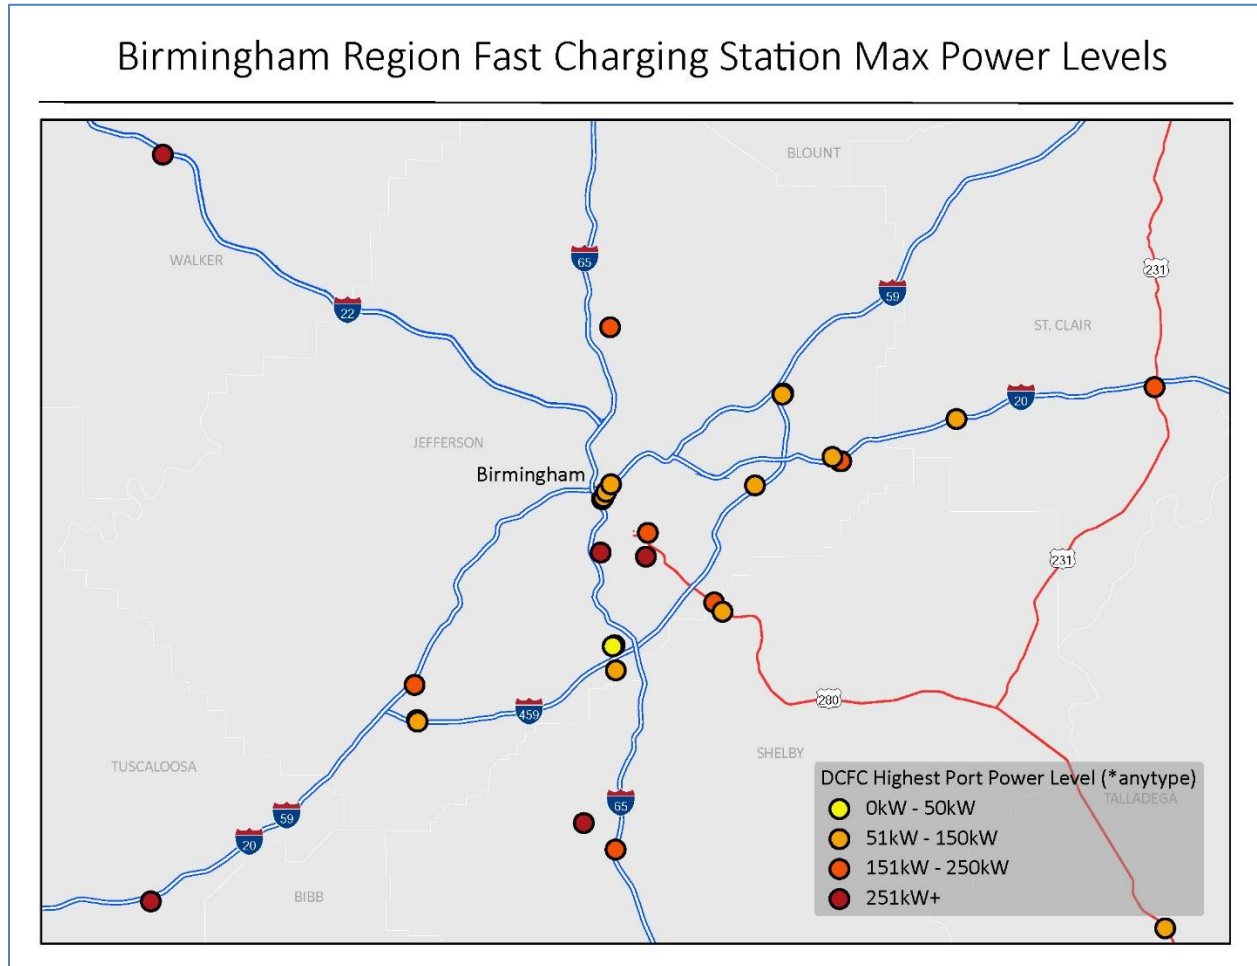 Birmingham Region Fast Charging Station Max Power Levels
BLOUNT
WALKER
65
231
22
59
ST. CLAIR
20
JEFFERSON
Birmingham
231
280
459
SHELBY
TUSCALOOSA
59
65
20
BIBB
TALLADEGA
DCFC Highest Port Power Level (*anytype)
0kW - 50kW
51kW - 150kW
151kW - 250kW
251kW+